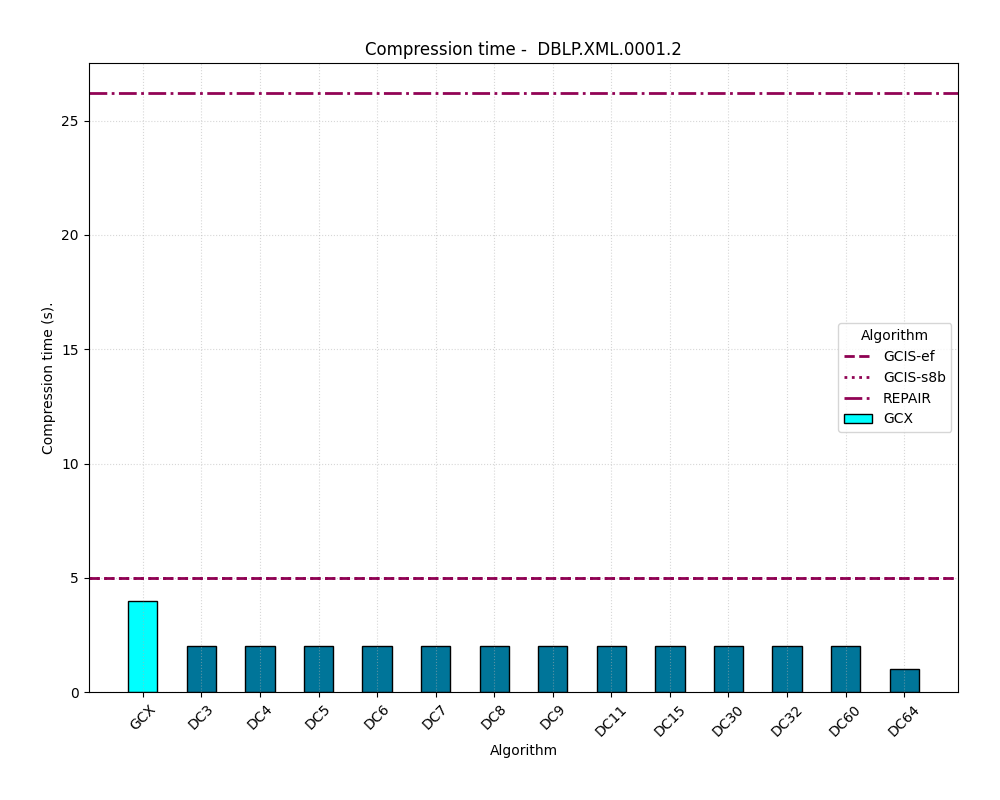 Compression time -  DBLP.XML.0001.2
25
20
15
10
5
0
Compression time (s).
Algorithm
GCIS-ef
GCIS-s8b
REPAIR
GCX
GCX
DC3
DC4
DC5
DC6
DC7
DC8
DC9
DC11
DC15
DC30
DC32
DC60
DC64
Algorithm